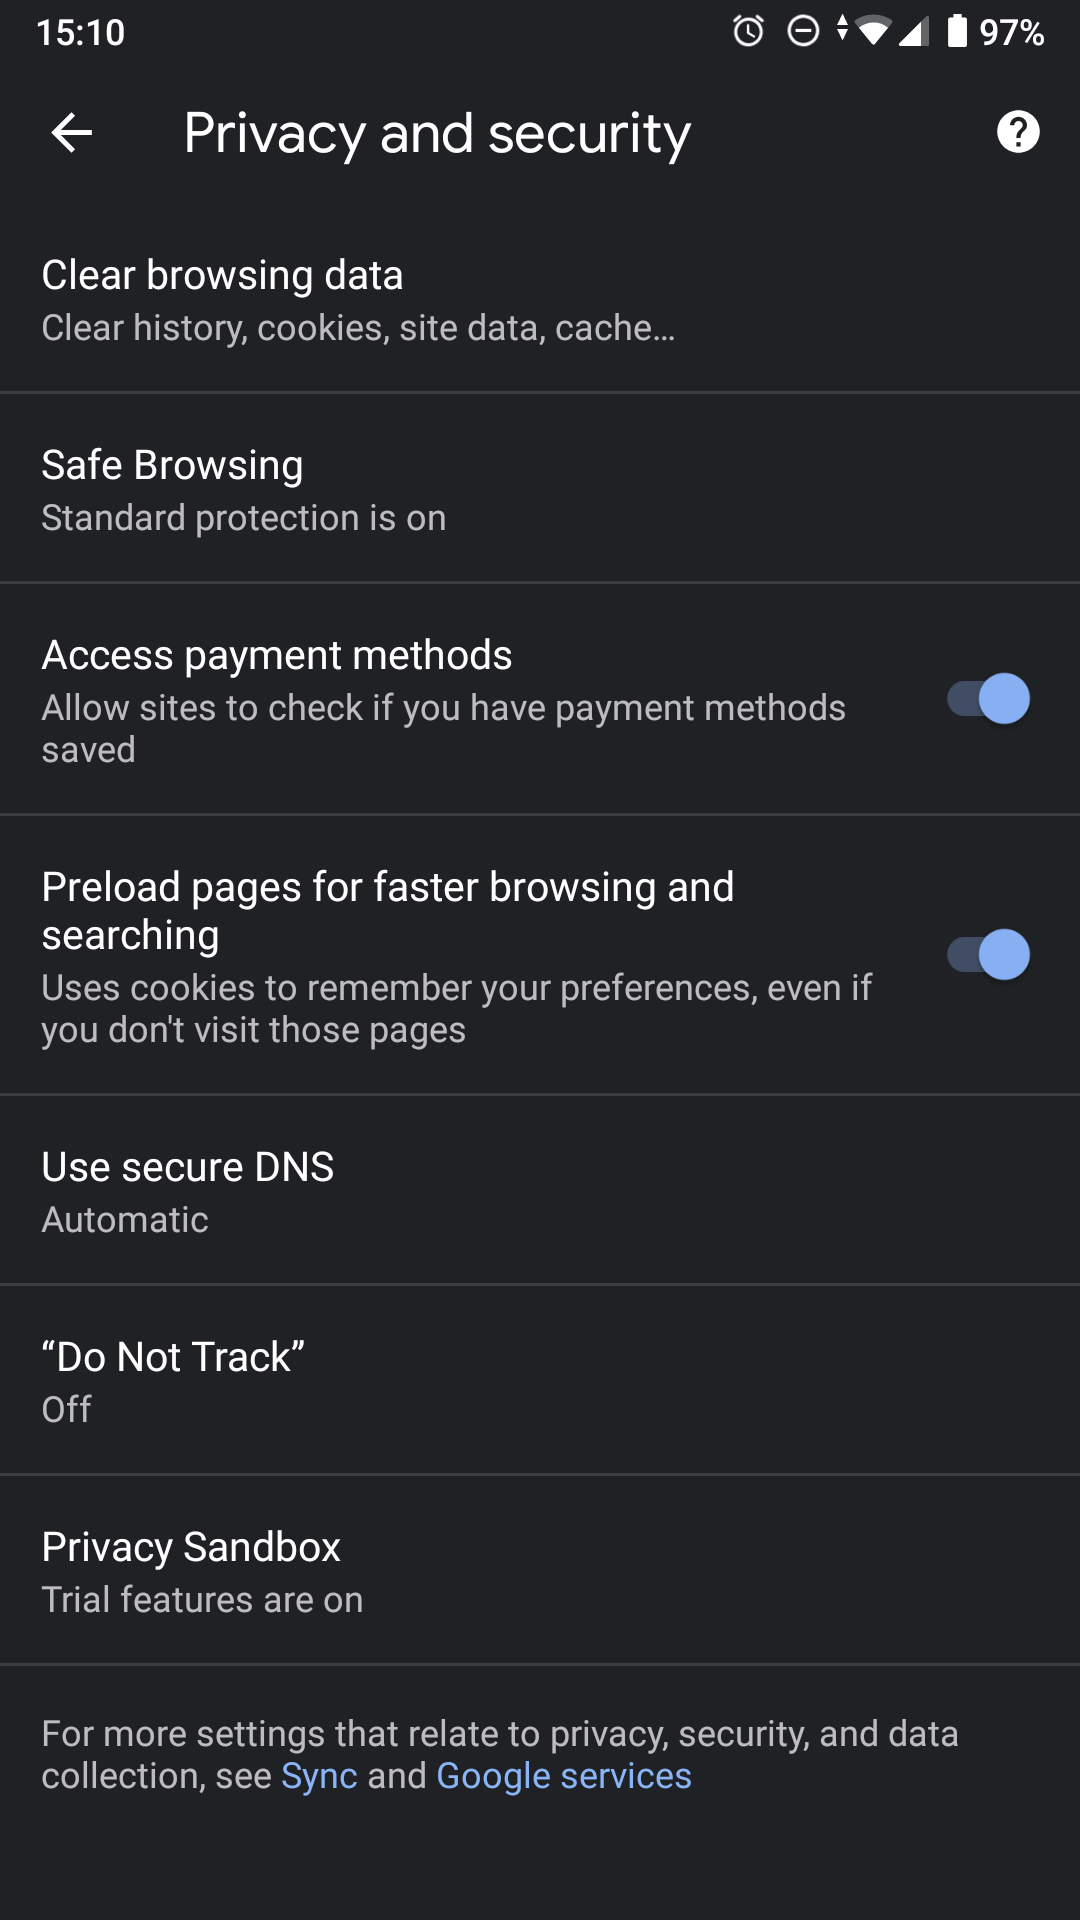 15:10
97%
Privacy and security
Clear browsing data
Clear history, cookies, site data, cache...
Safe Browsing
Standard protection is on
Access payment methods
Allow sites to check if you have payment methods
saved
Preload pages for faster browsing and
searching
Uses cookies to remember your preferences, even if
you don't visit those pages
Use secure DNS
Automatic
“Do Not Track”
Off
Privacy Sandbox
Trial features are on
For more settings that relate to privacy, security, and data
collection, see Sync and Google services